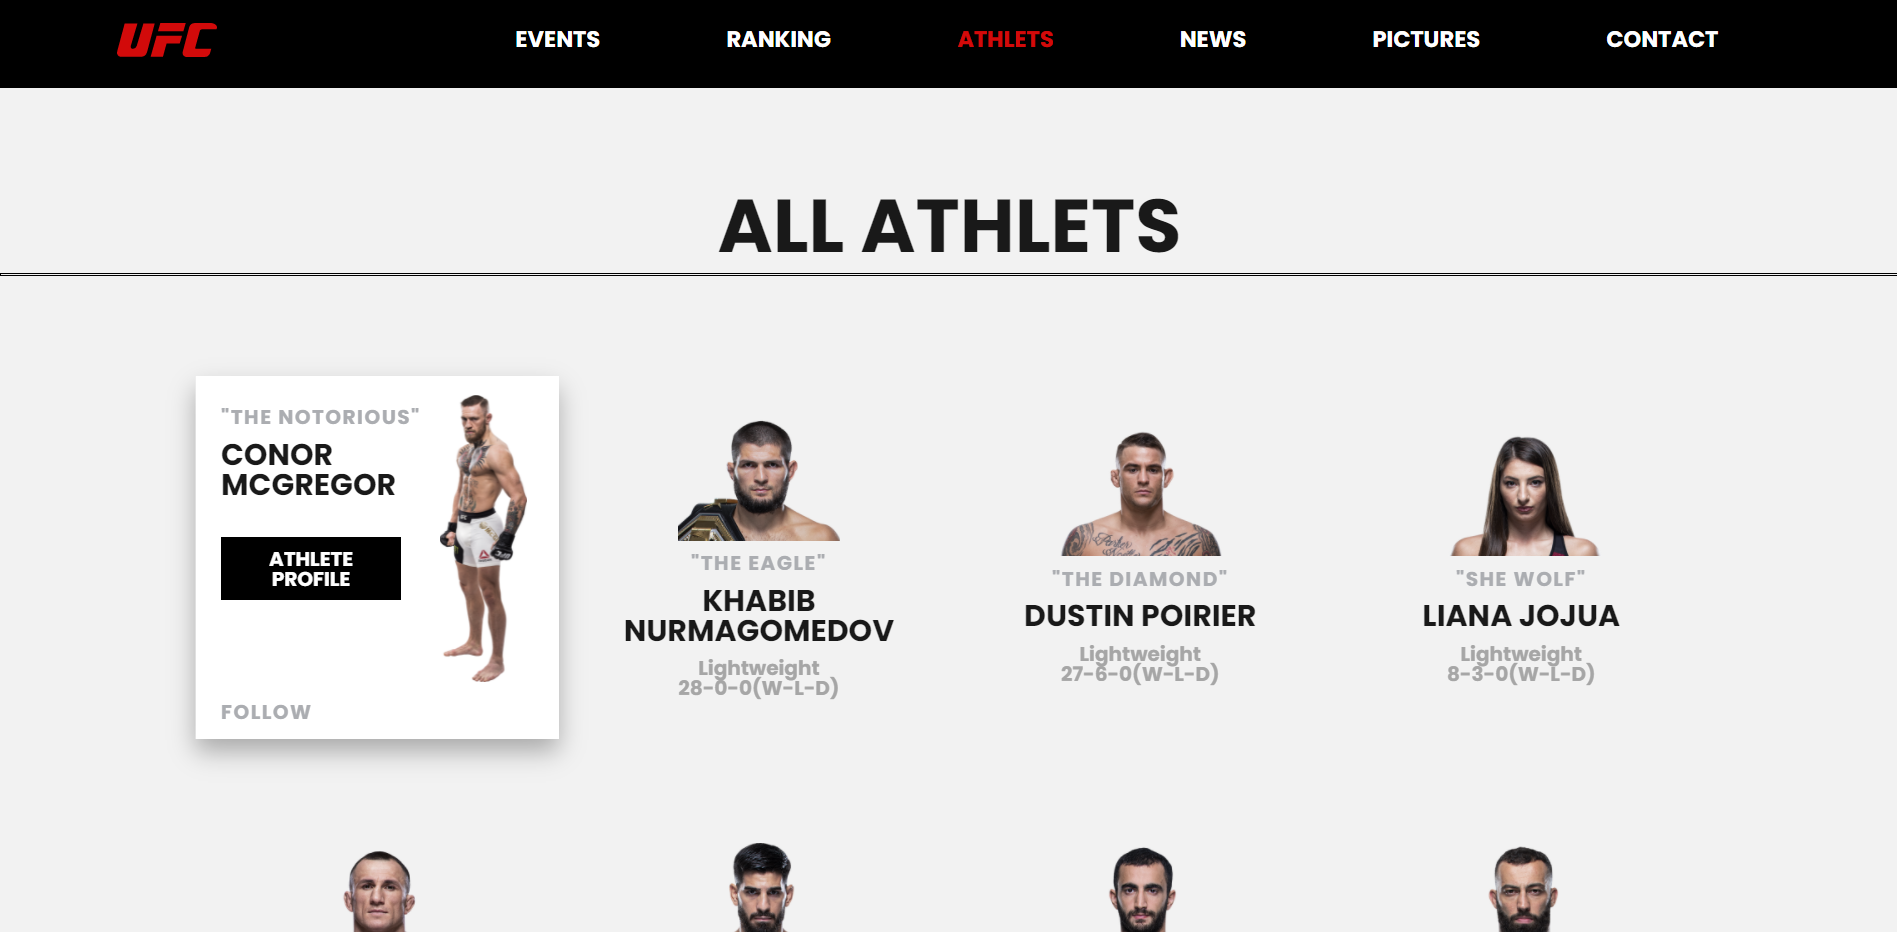 UFC EVENTS RANKING ATHLETS NEWS PICTURES CONTACT
ALL ATHLETS
"THE NOTORIOUS"
CONOR
MCGREGOR
ATHLETE
PROFILE
FOLLOW
"THE EAGLE"
KHABIB
NURMAGOMEDOV
Lightweight
28-0-0(W-L-D)
"THE DIAMOND"
DUSTIN POIRIER
Lightweight
27-6-0(W-L-D)
"SHE WOLF"
LIANA JOJUA
Lightweight
8-3-0(W-L-D)